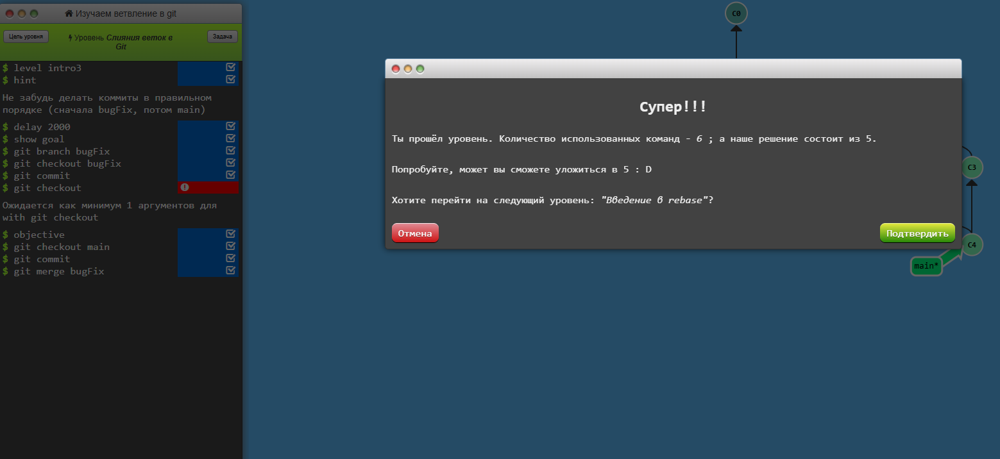 Изучаем ветвление в git
Цель уровня
Уровень Слияния веток в
Git
Задача
$ level intro3
$ hint
Не забудь делать коммиты в правильном
порядке (сначала bugFix, потом main)
$ delay 2000
$ show goal
$ git branch bugFix
$ git checkout bugFix
$ git commit
$ git checkout
Ожидается как минимум 1 аргументов для
with git checkout
$ objective
$ git checkout main
$ git commit
$ git merge bugFix
C0
Супер!!!
Ты прошёл уровень. Количество использованных команд - 6 ; а наше решение состоит из 5.
Попробуйте, может вы сможете уложиться в 5 : D
Хотите перейти на следующий уровень: "Введение в rebase"?
Отмена
Подтвердить
C3
C4
main*